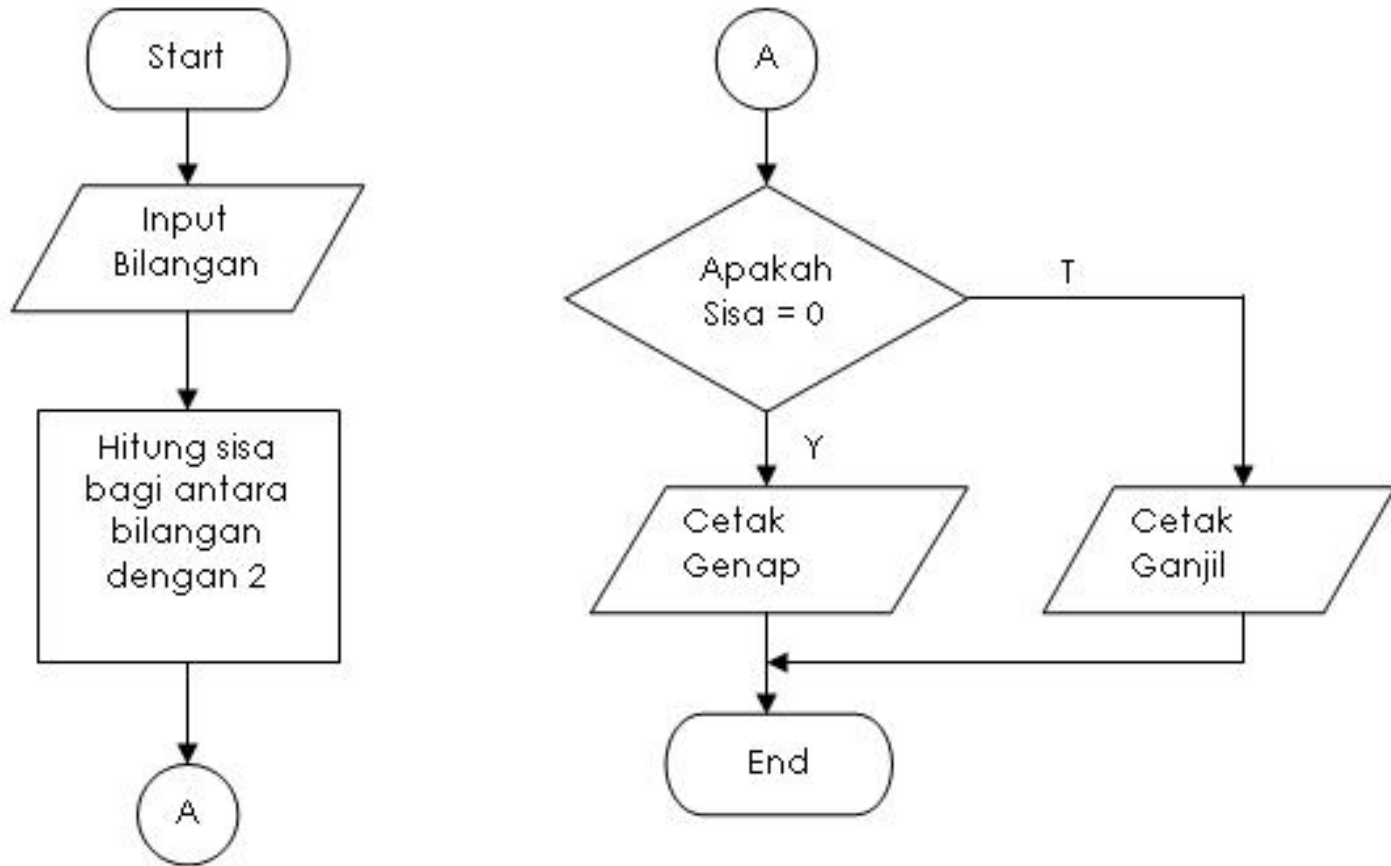 Start
Input
Bilangan
Hitung sisa
bagi antara
bilangan
dengan 2
A
A
Apakah
Sisa = 0
T
Y
Cetak
Genap
Cetak
Ganjil
End